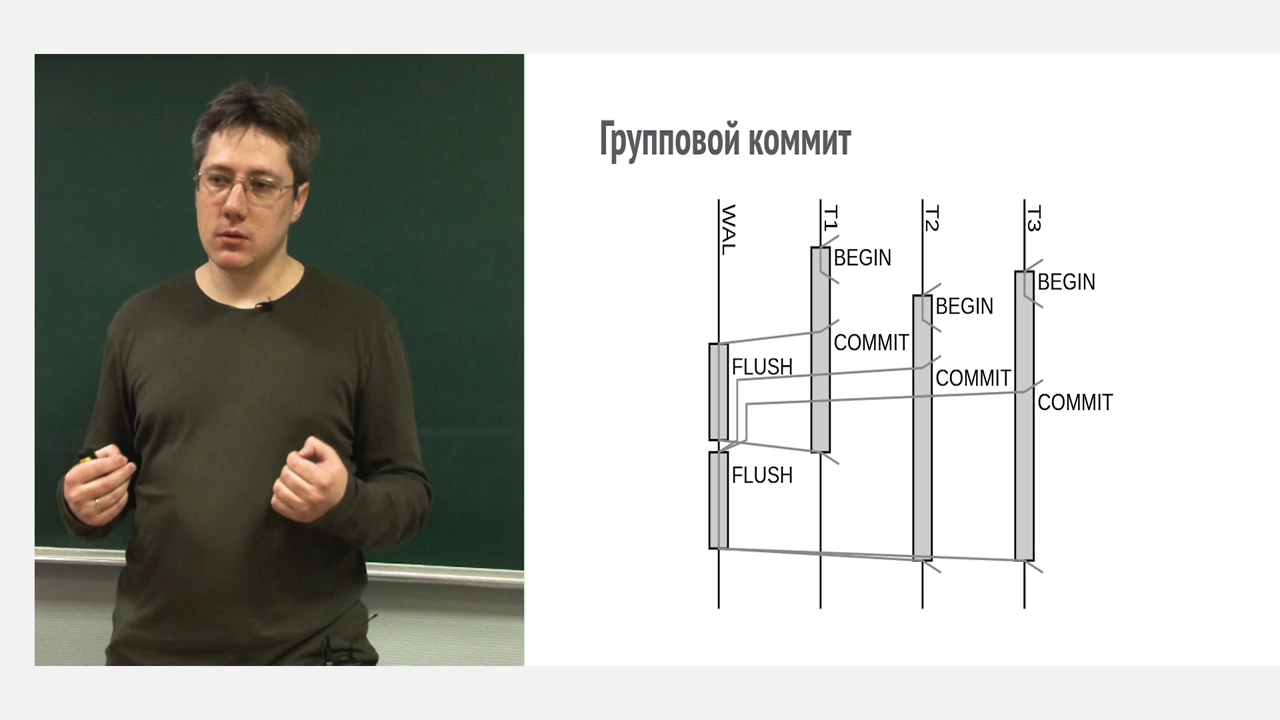 Групповой коммит
WAL
T1
T2
T3
BEGIN
BEGIN
BEGIN
COMMIT
FLUSH
COMMIT
COMMIT
FLUSH